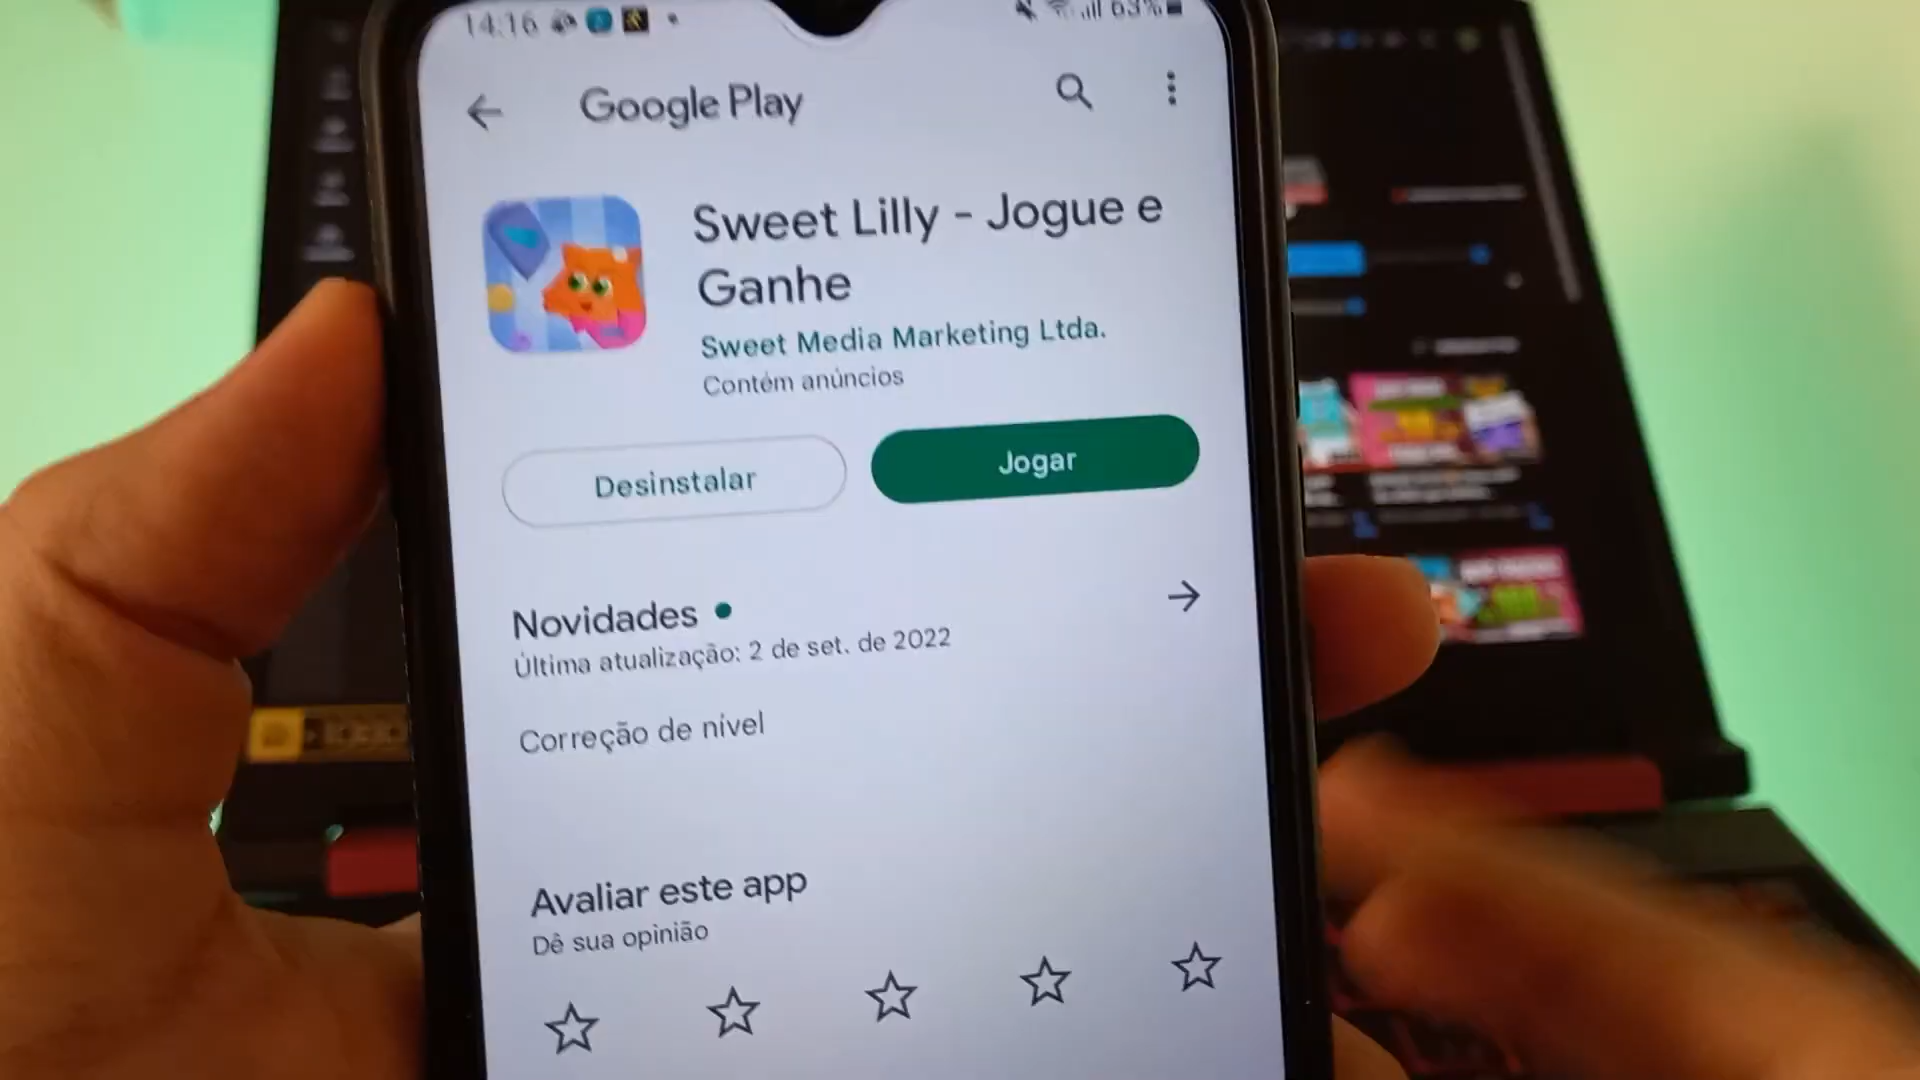 14:16
63%
Google Play
Sweet Lilly - Jogue e
Ganhe
Sweet Media Marketing Ltda.
Contém anúncios
Desinstalar
Jogar
Novidades
Última atualização: 2 de set. de 2022
Correção de nível
Avaliar este app
Dê sua opinião